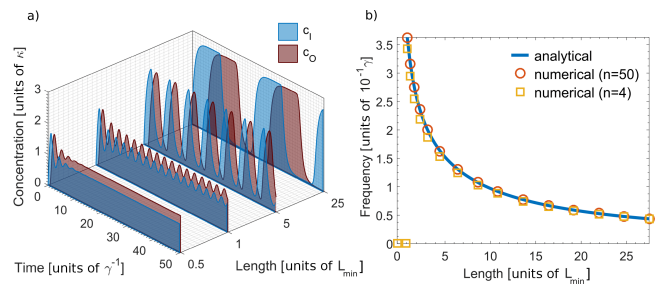 a)
c_I
c_O
Concentration [units of κ]
3
2
1
0
0
10
20
30
40
50
Time [units of γ⁻¹]
0.5
1
5
25
Length [units of L_min]
b)
analytical
numerical (n=50)
numerical (n=4)
Frequency [units of 10⁻¹γ]
3.5
3
2.5
2
1.5
1
0.5
0
0
5
10
15
20
25
Length [units of L_min]